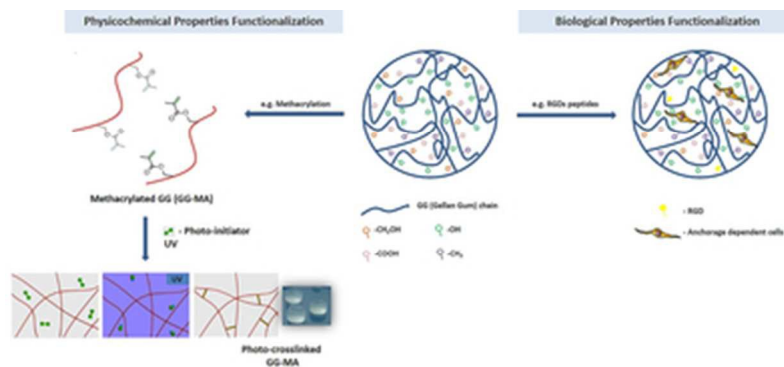 Physicochemical Properties Functionalization
Biological Properties Functionalization
e.g. Methacrylation
e.g. RGDs peptides
Methacrylated GG (GG-MA)
- Photo-initiator
UV
GG (Gellan Gum) chain
-CH₂OH
-OH
-COOH
-CH₃
- RGD
- Anchorage dependent cells
UV
Photo-crosslinked
GG-MA